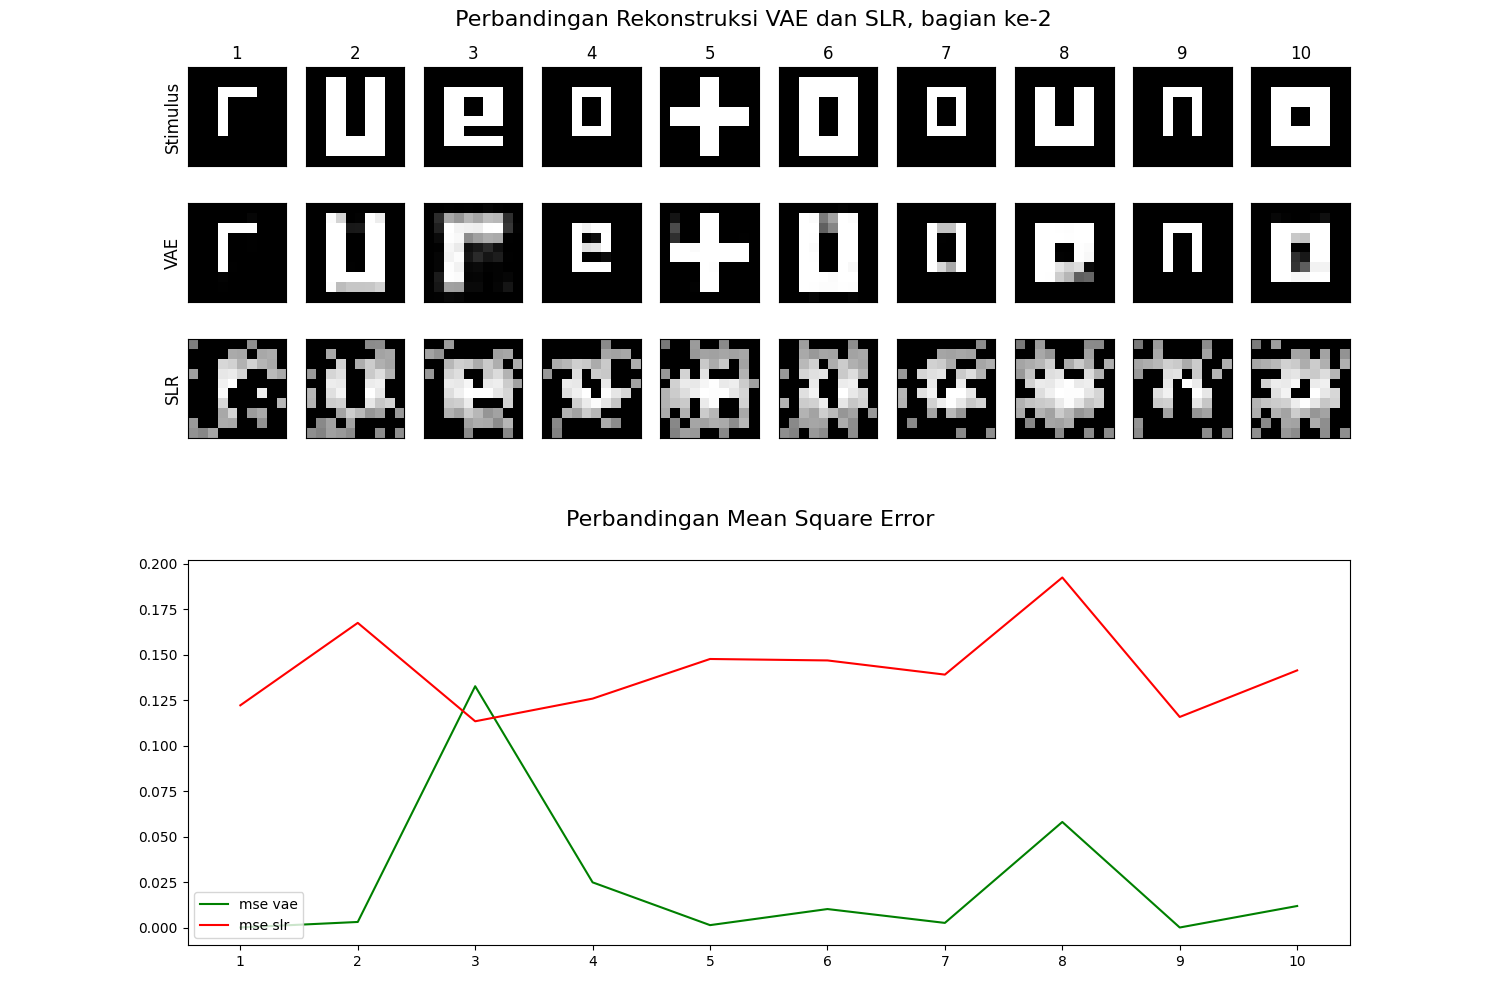 Perbandingan Rekonstruksi VAE dan SLR, bagian ke-2
1 2 3 4 5 6 7 8 9 10
Stimulus
VAE
SLR
Perbandingan Mean Square Error
0.200
0.175
0.150
0.125
0.100
0.075
0.050
0.025
0.000
mse vae
mse slr
1 2 3 4 5 6 7 8 9 10